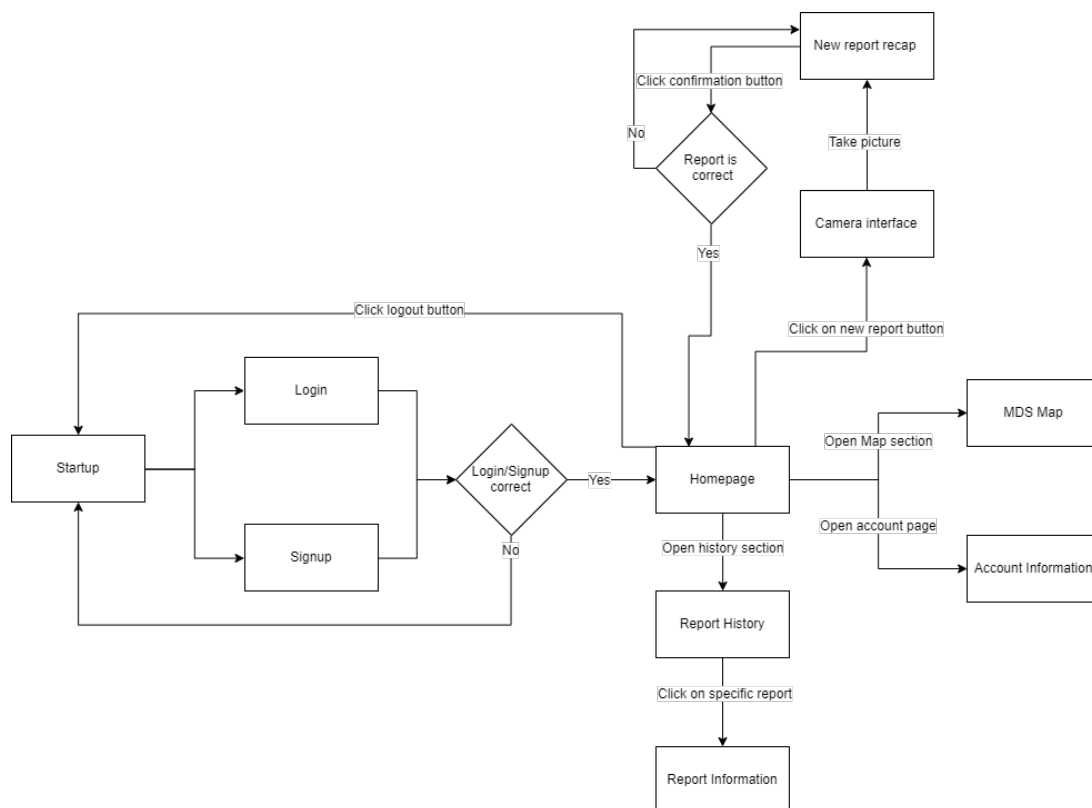 New report recap
Click confirmation button
No
Report is
correct
Take picture
Camera interface
Yes
Click logout button
Click on new report button
Login
MDS Map
Startup
Login/Signup
correct
Yes
Homepage
Open Map section
Open account page
Signup
No
Open history section
Account Information
Report History
Click on specific report
Report Information